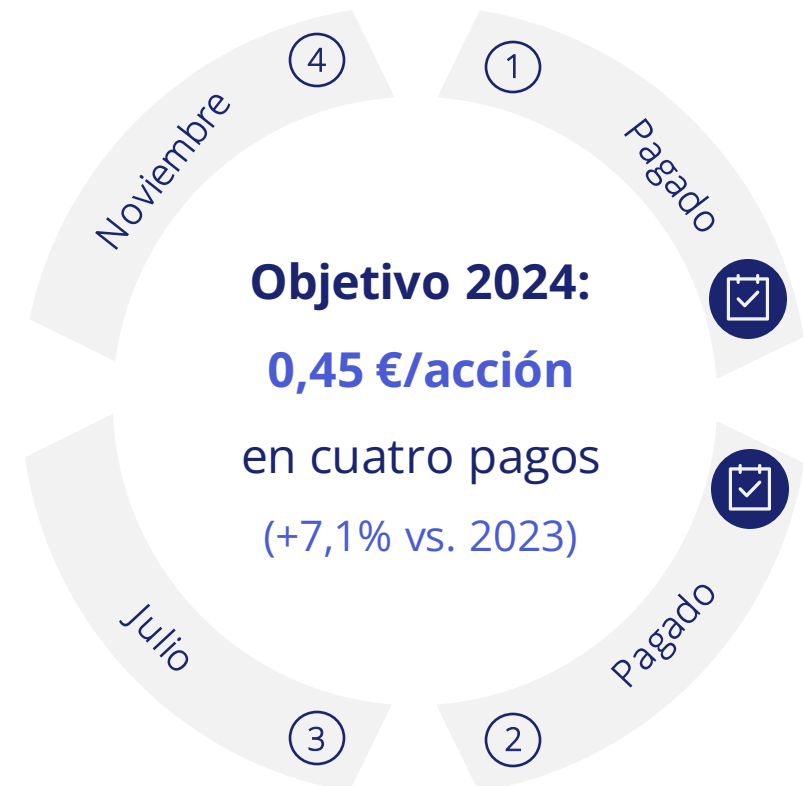 1
Pagado
2
Pagado
3
Julio
4
Noviembre
Objetivo 2024:
0,45 €/acción
en cuatro pagos
(+7,1% vs. 2023)